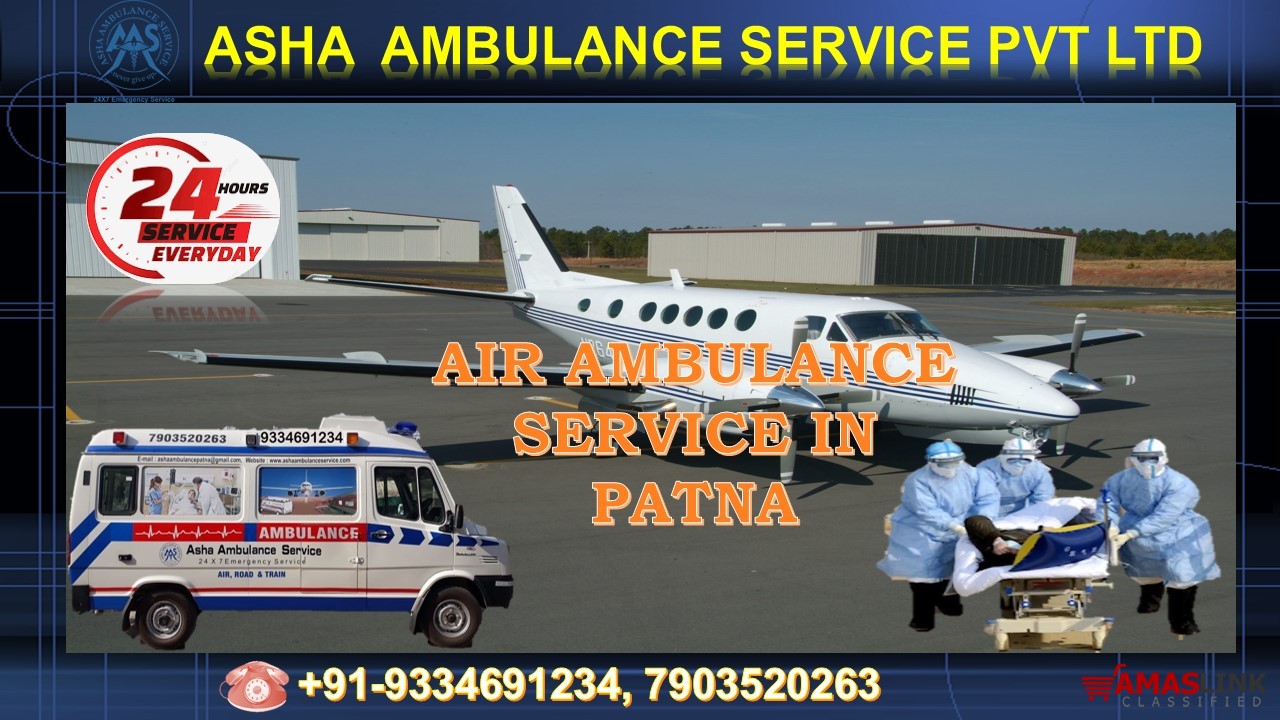 ASHA AMBULANCE SERVICE PVT LTD
ASHA AMBULANCE SERVICE
AAS
never give up
24X7 Emergency Service
24 HOURS
SERVICE
EVERYDAY
AIR AMBULANCE
SERVICE IN
PATNA
7903520263
9334691234
E-mail : ashaambulancepatna@gmail.com, Website : www.ashaambulanceservice.com
AMBULANCE
Asha Ambulance Service
24 X 7 Emergency Service
AIR, ROAD & TRAIN
+91-9334691234, 7903520263
AMASLINK
CLASSIFIED